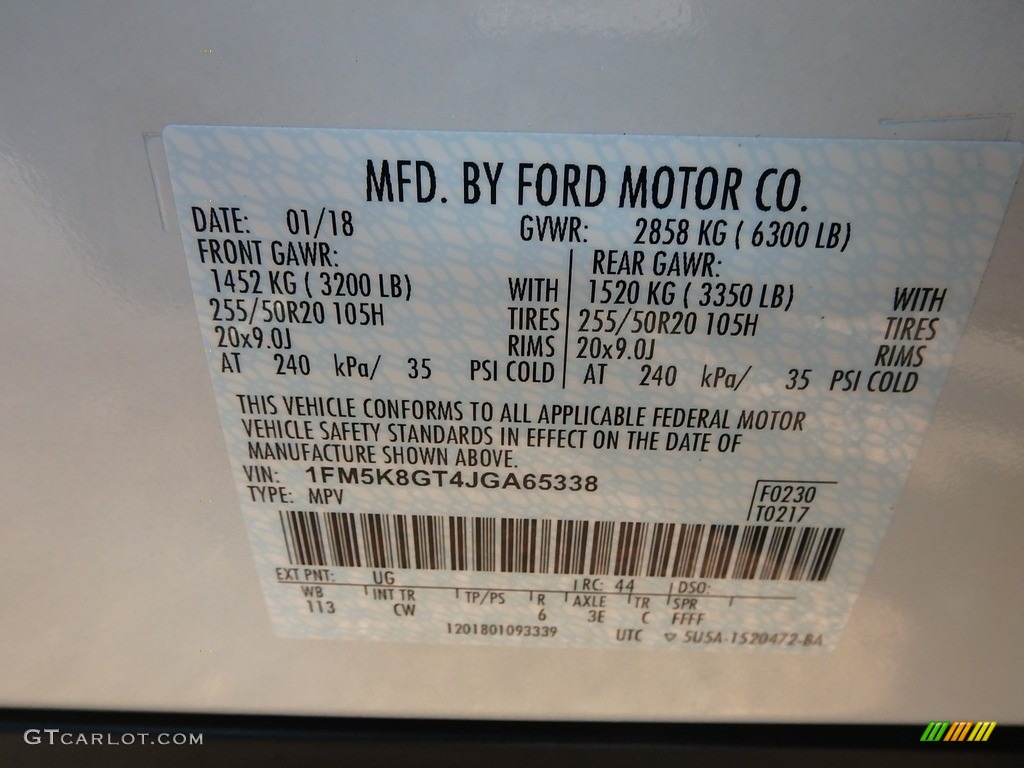 MFD. BY FORD MOTOR CO.
DATE: 01/18 GVWR: 2858 KG ( 6300 LB)
FRONT GAWR: REAR GAWR:
1452 KG ( 3200 LB) WITH 1520 KG ( 3350 LB) WITH
255/50R20 105H TIRES 255/50R20 105H TIRES
20x9.0J RIMS 20x9.0J RIMS
AT 240 kPa/ 35 PSI COLD AT 240 kPa/ 35 PSI COLD
THIS VEHICLE CONFORMS TO ALL APPLICABLE FEDERAL MOTOR
VEHICLE SAFETY STANDARDS IN EFFECT ON THE DATE OF
MANUFACTURE SHOWN ABOVE.
VIN: 1FM5K8GT4JGA65338
TYPE: MPV
F0230
T0217
EXT PNT: UG RC: 44 DSO:
WB INT TR TP/PS R AXLE TR SPR
113 CW 6 3E C FFFF
1201801093339 UTC 5U5A-1520472-BA
GTCARLOT.COM